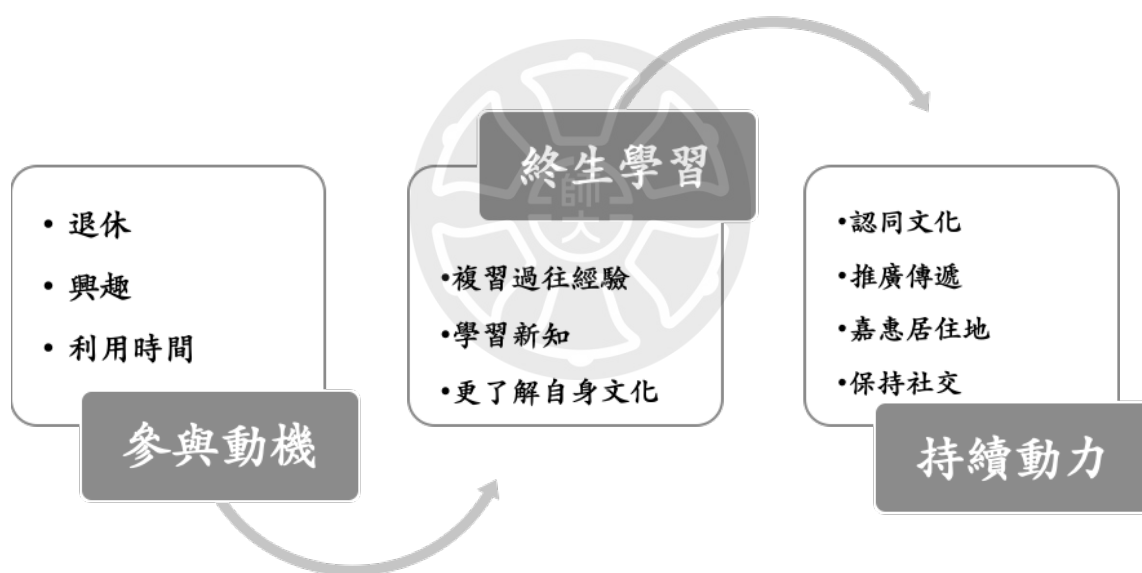 • 退休
• 興趣
• 利用時間
參與動機
終生學習
師大
•複習過往經驗
•學習新知
•更了解自身文化
•認同文化
•推廣傳遞
•嘉惠居住地
•保持社交
持續動力